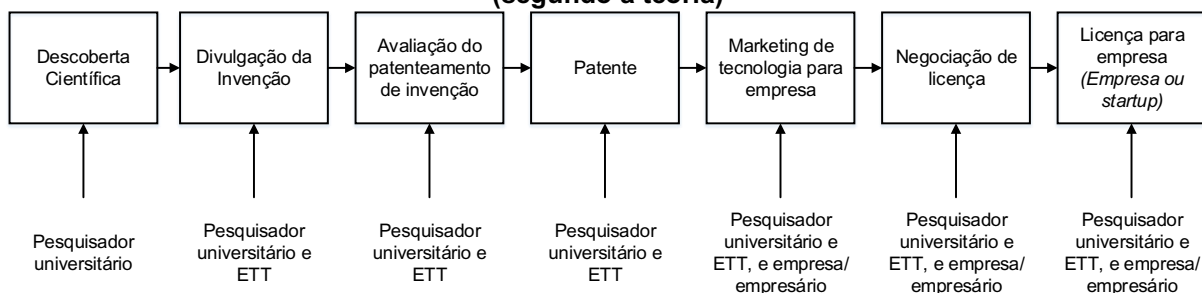 (segundo a teoria)
Descoberta
Científica
Divulgação da
Invenção
Avaliação do
patenteamento
de invenção
Patente
Marketing de
tecnologia para
empresa
Negociação de
licença
Licença para
empresa
(Empresa ou
startup)
Pesquisador
universitário
Pesquisador
universitário e
ETT
Pesquisador
universitário e
ETT
Pesquisador
universitário e
ETT
Pesquisador
universitário e
ETT, e empresa/
empresário
Pesquisador
universitário e
ETT, e empresa/
empresário
Pesquisador
universitário e
ETT, e empresa/
empresário